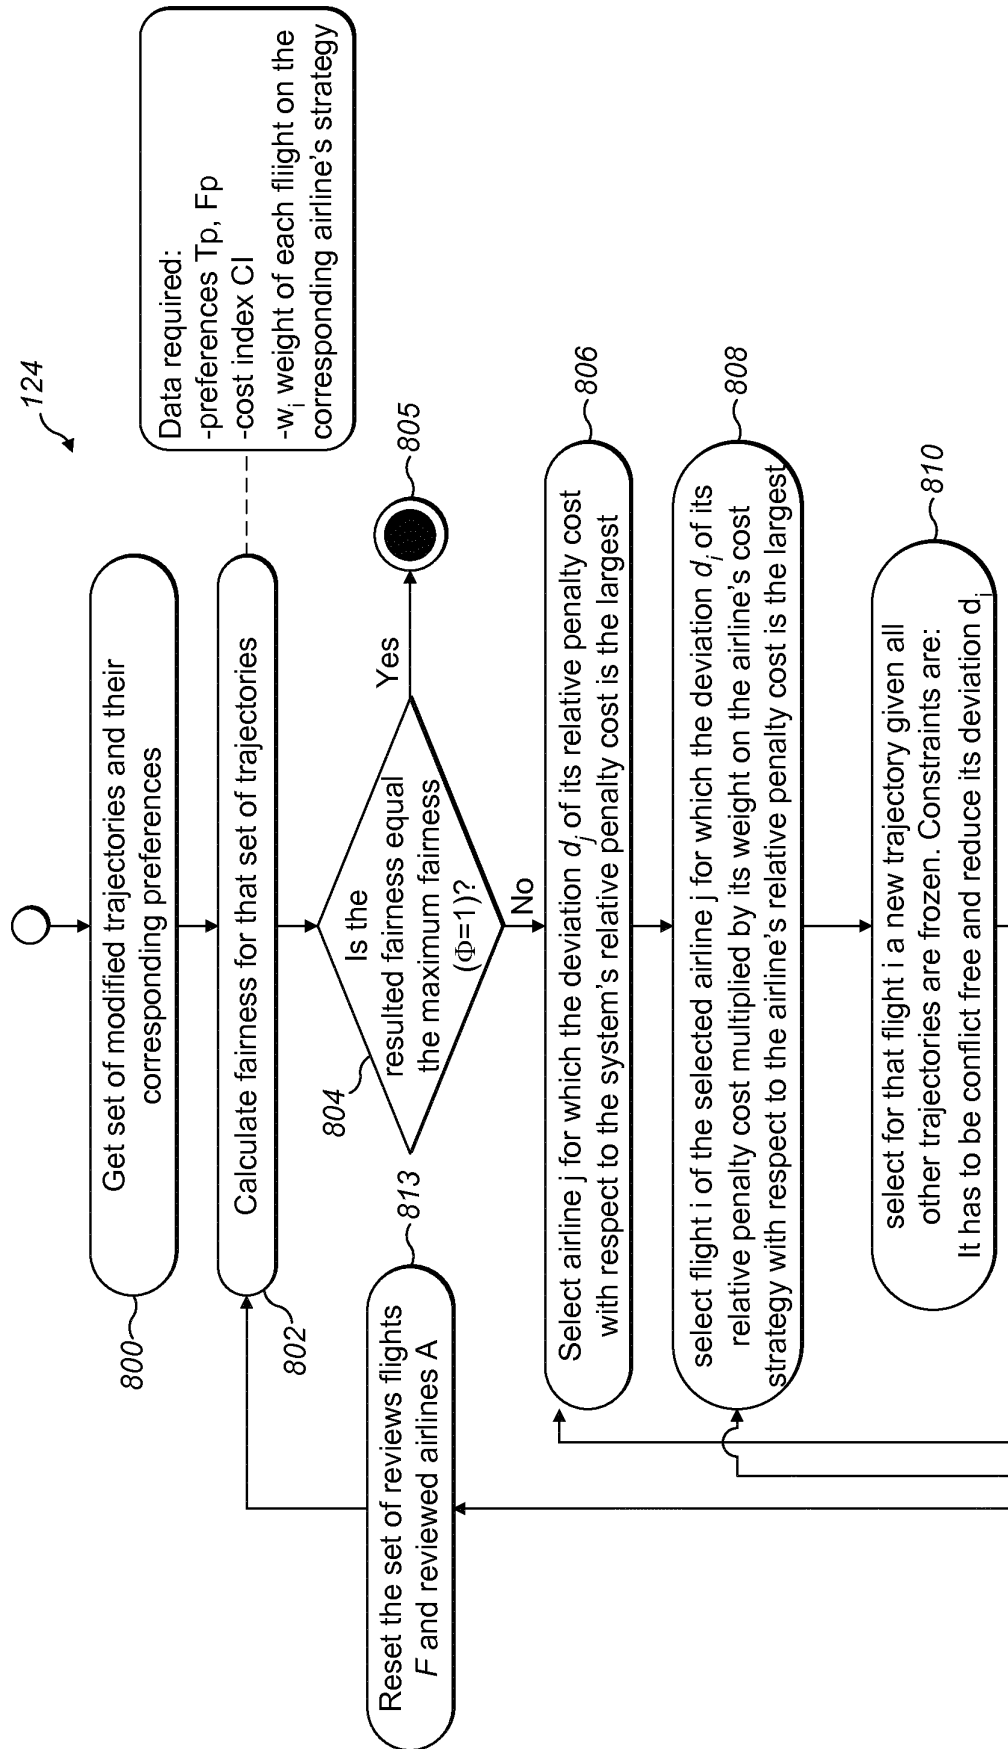 124
Get set of modified trajectories and their
corresponding preferences
800
Calculate fairness for that set of trajectories
802
Data required:
-preferences Tp, Fp
-cost index CI
-wi weight of each fliight on the
corresponding airline's strategy
Is the
resulted fairness equal
the maximum fairness
(Φ=1)?
804
Yes
805
No
Reset the set of reviews flights
F and reviewed airlines A
813
Select airline j for which the deviation dj of its relative penalty cost
with respect to the system's relative penalty cost is the largest
806
select flight i of the selected airline j for which the deviation di of its
relative penalty cost multiplied by its weight on the airline's cost
strategy with respect to the airline's relative penalty cost is the largest
808
select for that flight i a new trajectory given all
other trajectories are frozen. Constraints are:
It has to be conflict free and reduce its deviation di
810